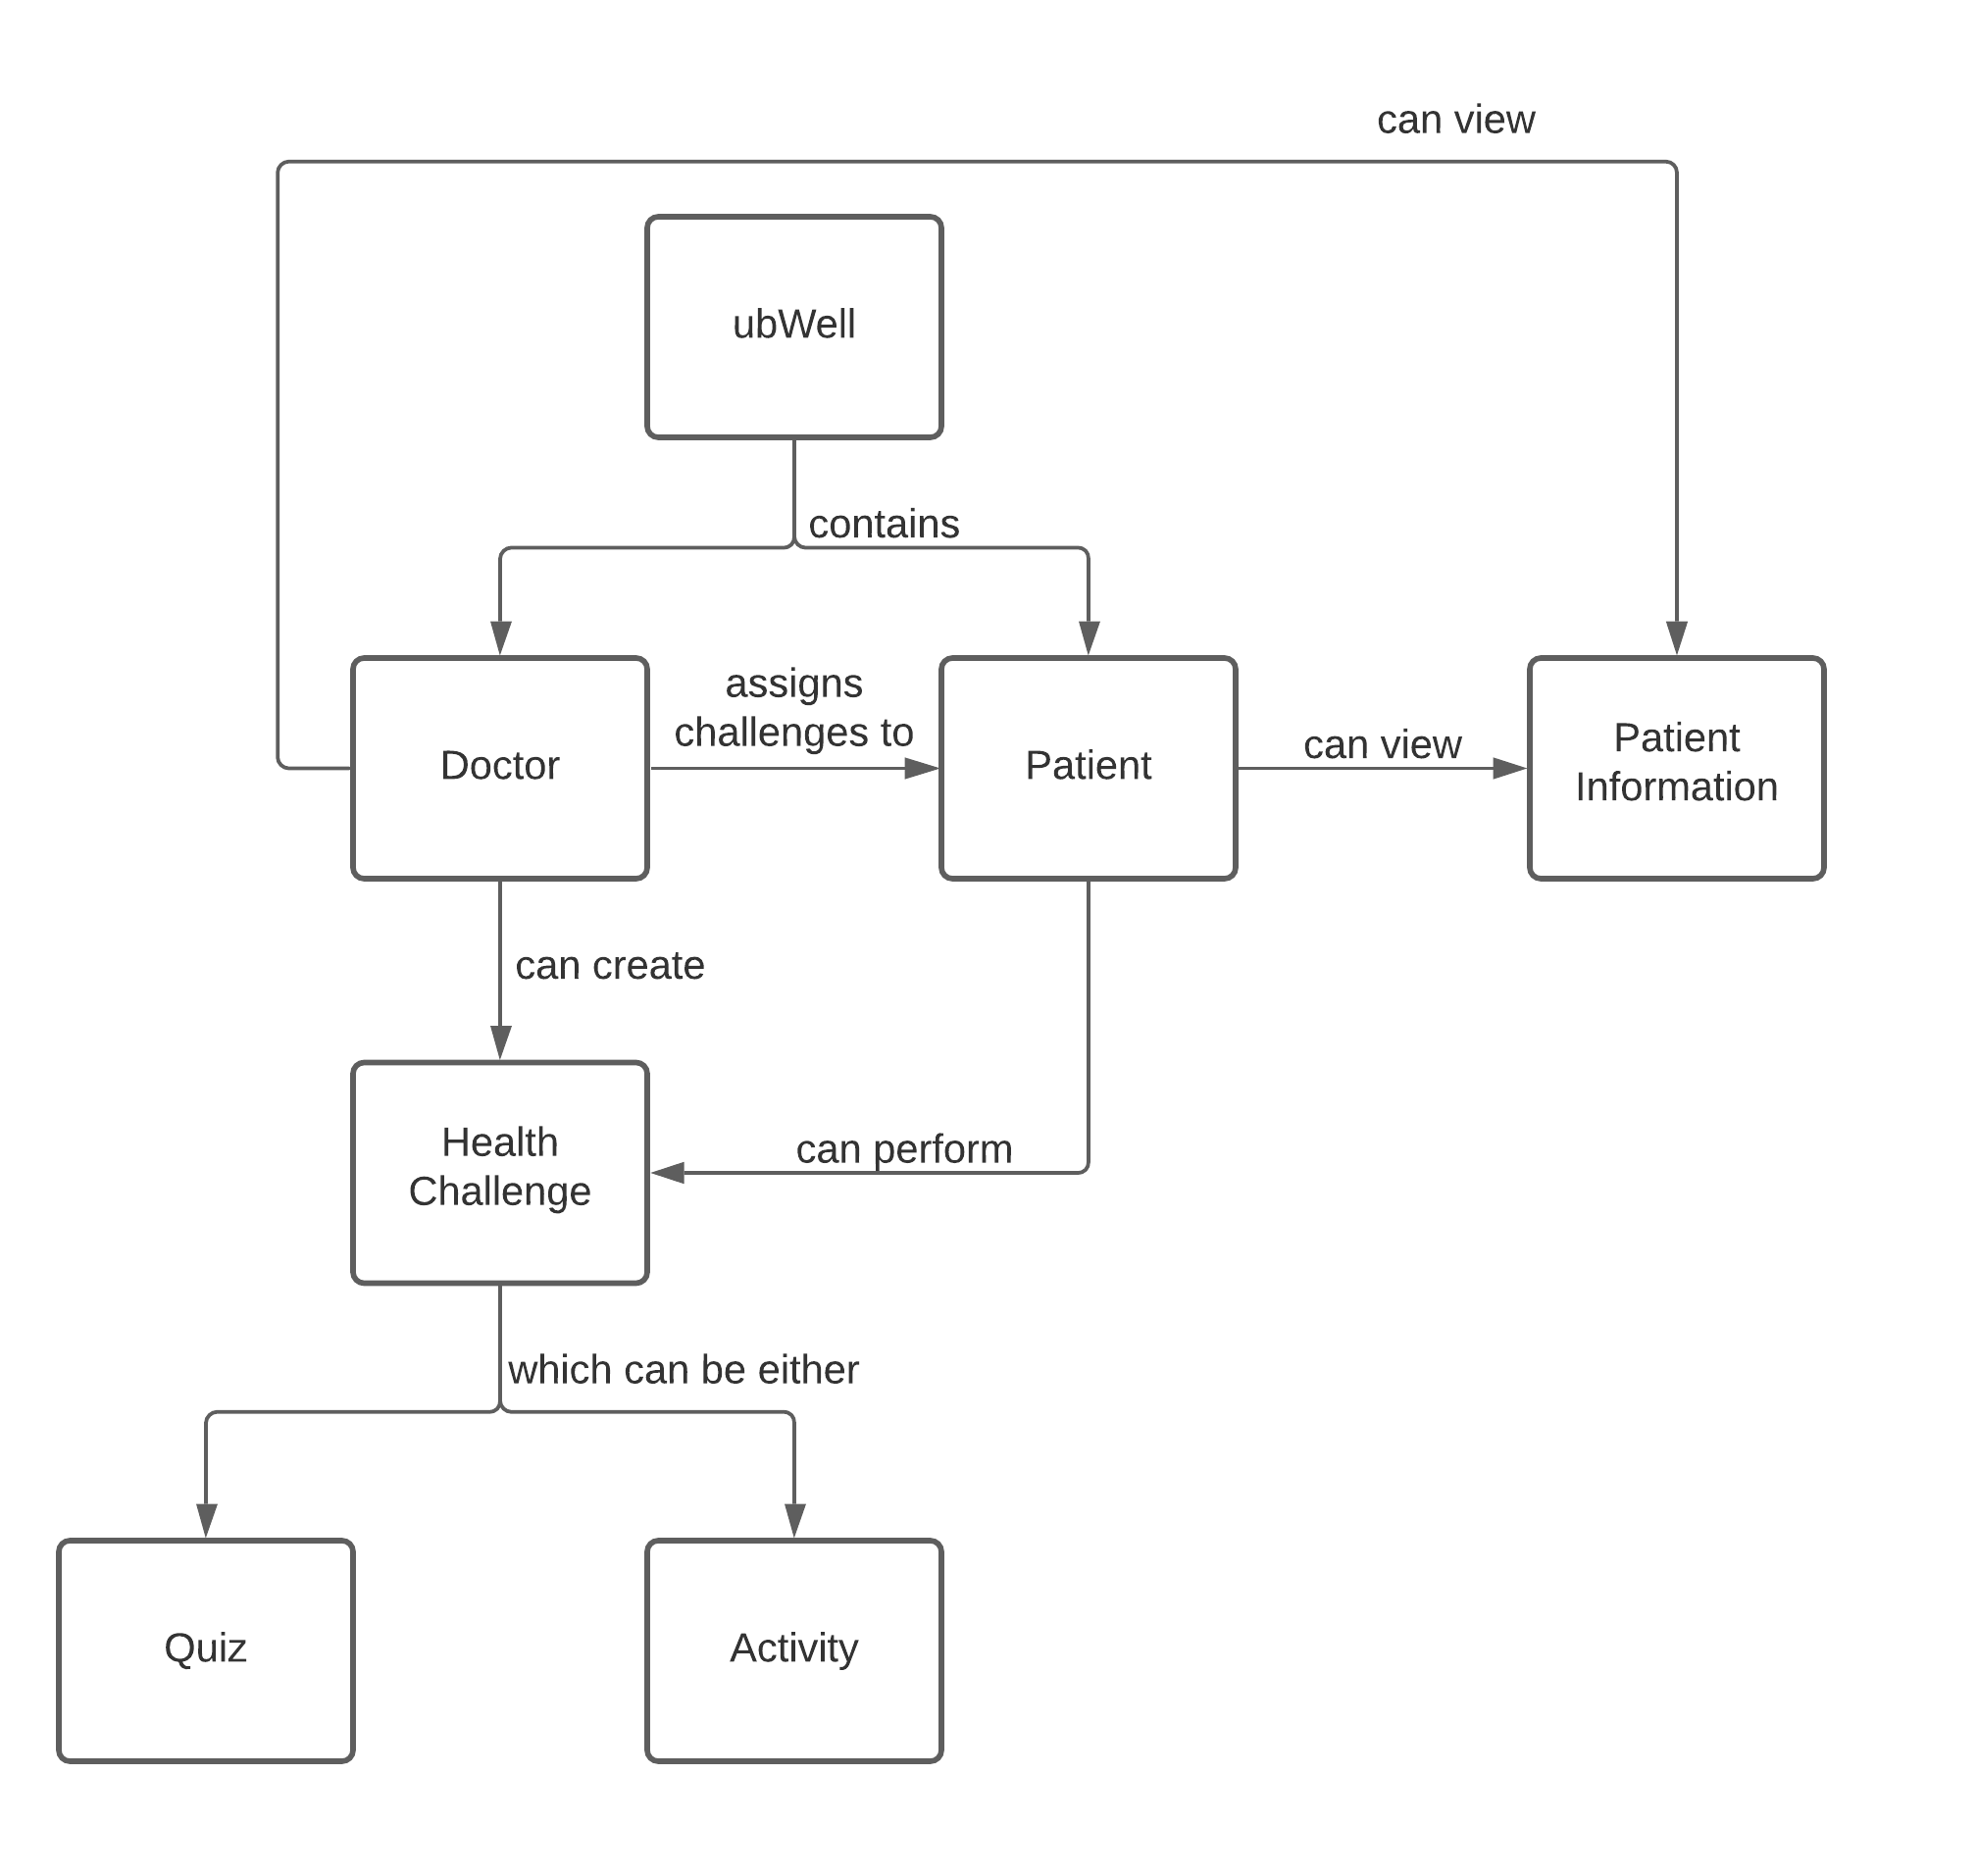 can view
ubWell
contains
assigns
challenges to
Doctor
Patient
can view
Patient
Information
can create
Health
Challenge
can perform
which can be either
Quiz
Activity